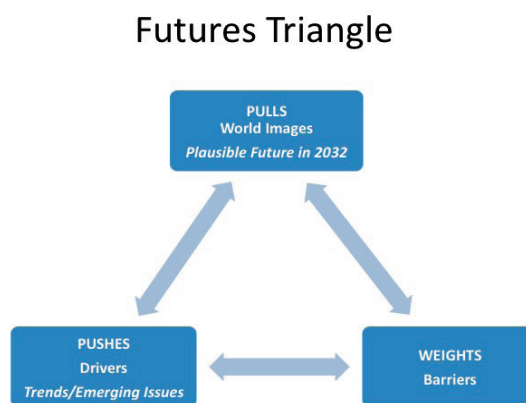 Futures Triangle
PULLS
World Images
Plausible Future in 2032
PUSHES
Drivers
Trends/Emerging Issues
WEIGHTS
Barriers